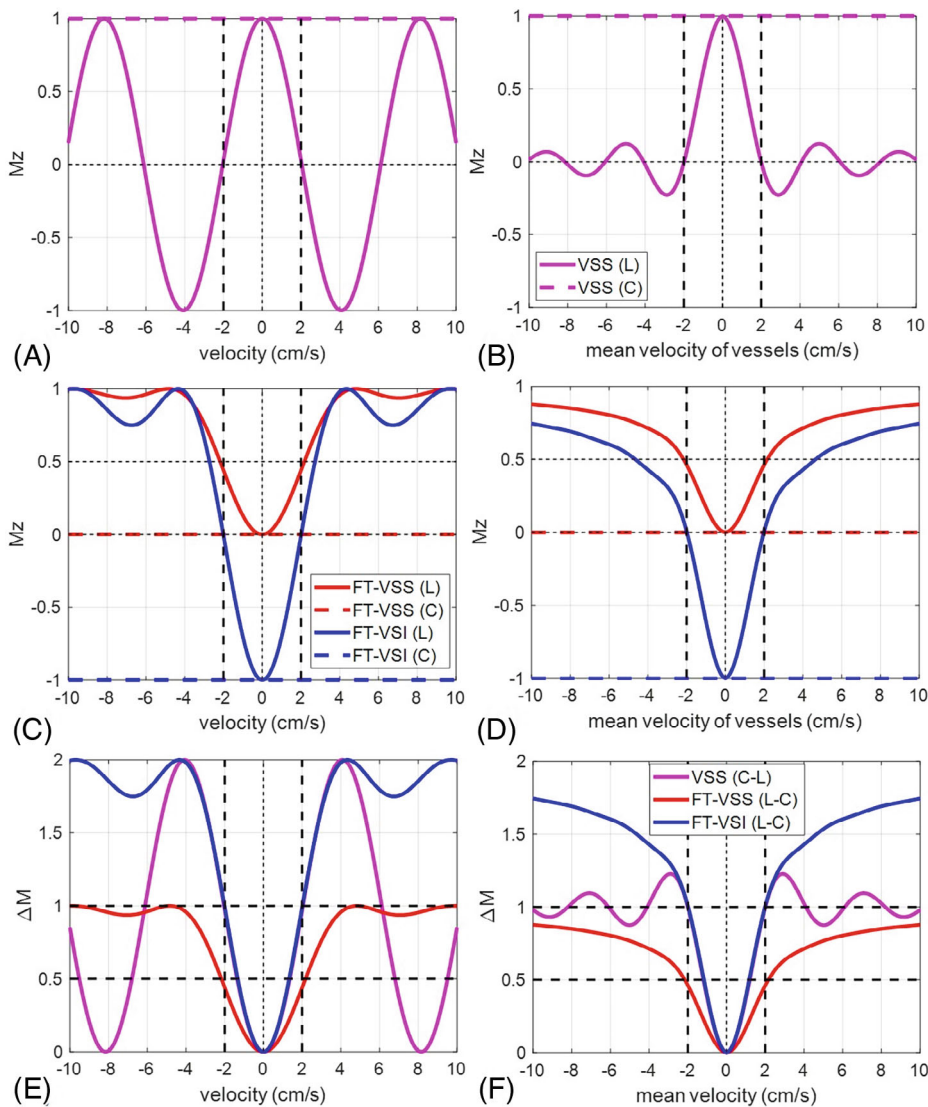 1
0.5
0
-0.5
-1
Mz
-10 -8 -6 -4 -2 0 2 4 6 8 10
velocity (cm/s)
(A)
1
0.5
0
-0.5
-1
Mz
VSS (L)
VSS (C)
-10 -8 -6 -4 -2 0 2 4 6 8 10
mean velocity of vessels (cm/s)
(B)
1
0.5
0
-0.5
-1
Mz
FT-VSS (L)
FT-VSS (C)
FT-VSI (L)
FT-VSI (C)
-10 -8 -6 -4 -2 0 2 4 6 8 10
velocity (cm/s)
(C)
1
0.5
0
-0.5
-1
Mz
-10 -8 -6 -4 -2 0 2 4 6 8 10
mean velocity of vessels (cm/s)
(D)
2
1.5
1
0.5
0
ΔM
-10 -8 -6 -4 -2 0 2 4 6 8 10
velocity (cm/s)
(E)
2
1.5
1
0.5
0
ΔM
VSS (C-L)
FT-VSS (L-C)
FT-VSI (L-C)
-10 -8 -6 -4 -2 0 2 4 6 8 10
mean velocity (cm/s)
(F)